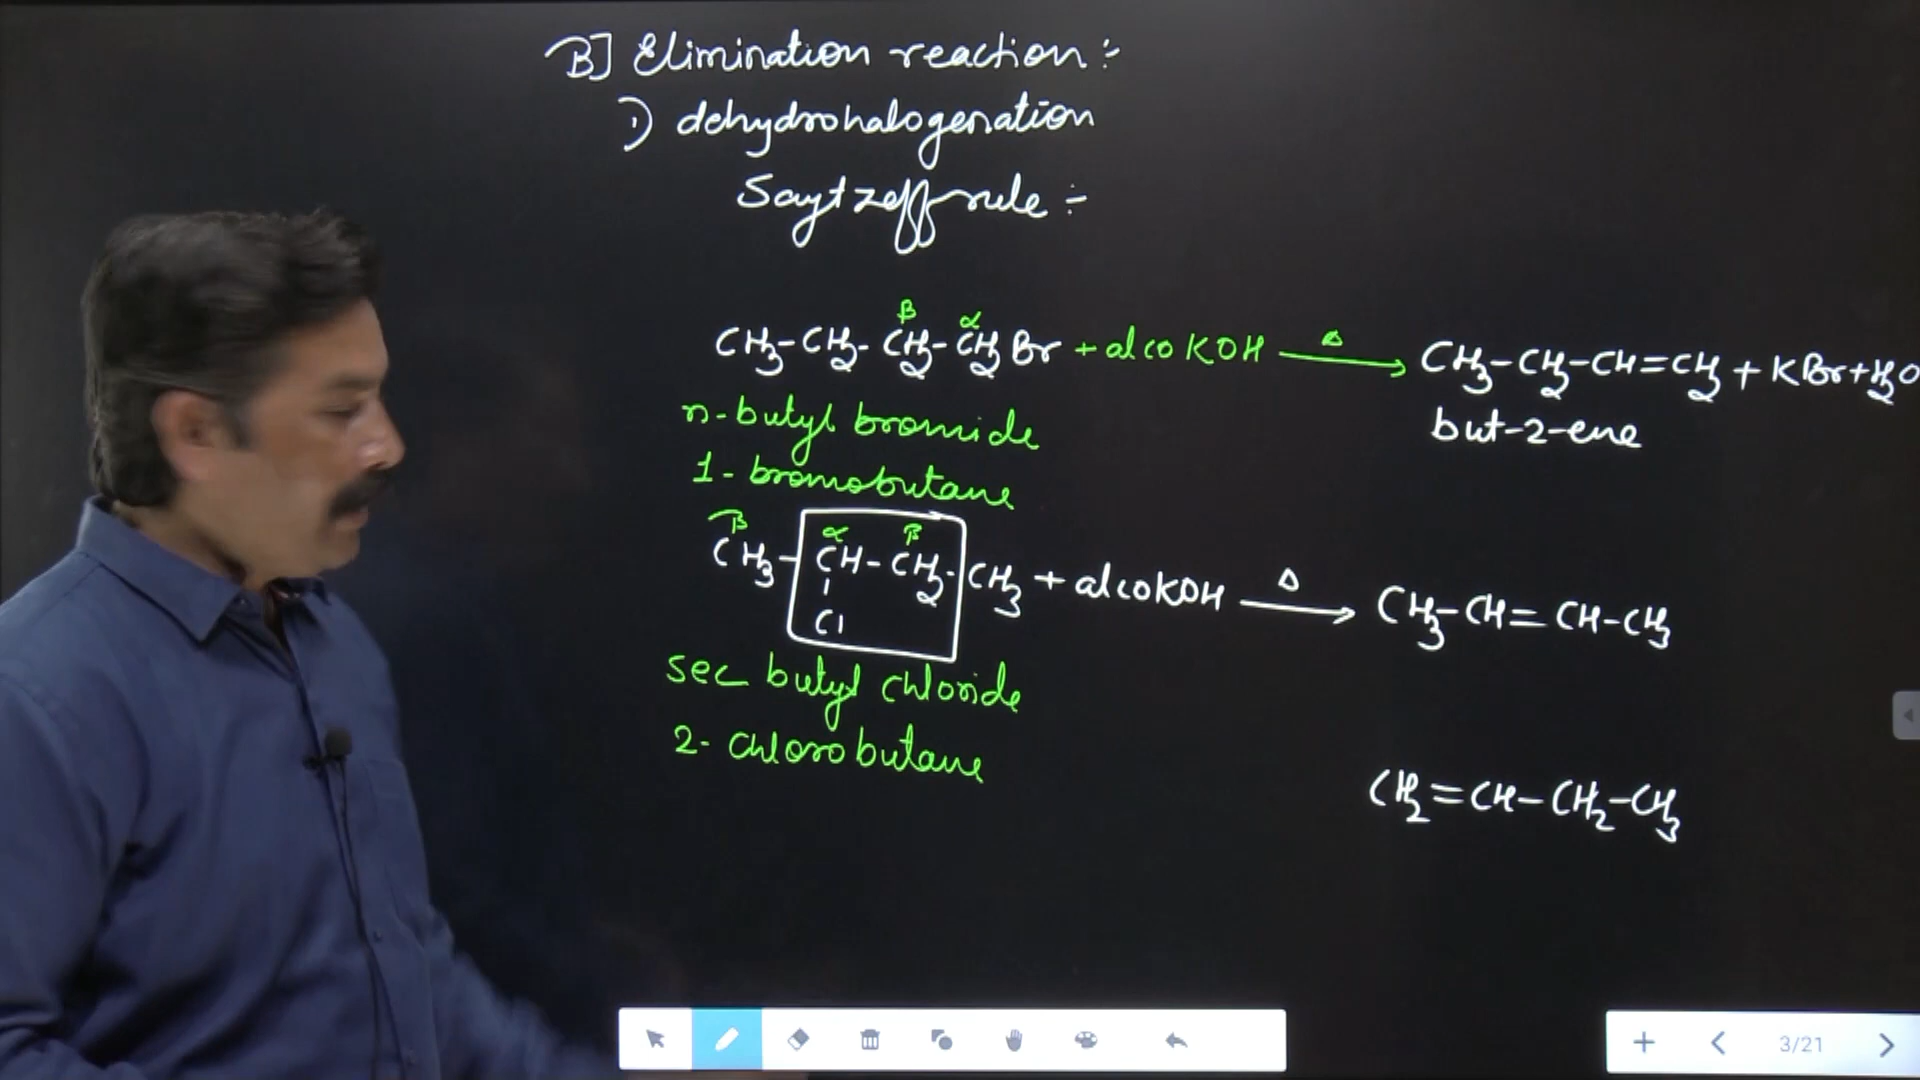 B] Elimination reaction :-
1) dehydrohalogenation
Saytzeff rule :-
β α
CH3-CH2-CH2-CH2Br + alco KOH Δ→ CH3-CH2-CH=CH2 + KBr+H2O
n-butyl bromide
but-2-ene
1-bromobutane
β α β
CH3-CH-CH2-CH3 + alcoKOH Δ→ CH3-CH=CH-CH3
Cl
sec butyl chloride
2-chlorobutane
CH2=CH-CH2-CH3
3/21